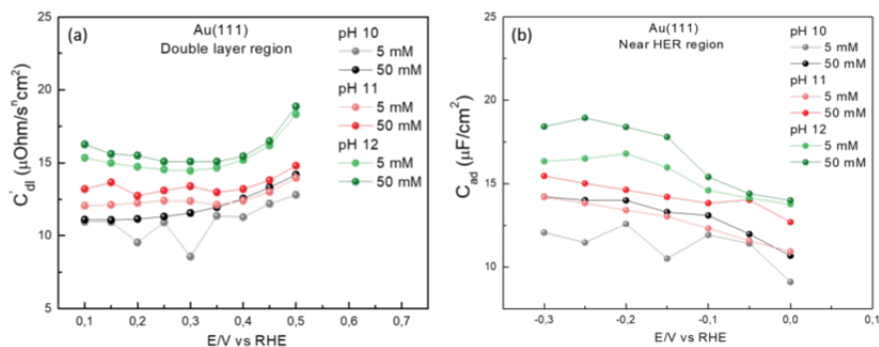 (a)
Au(111)
Double layer region
pH 10
5 mM
50 mM
pH 11
5 mM
50 mM
pH 12
5 mM
50 mM
C'dl (μOhm/sⁿcm2)
25
20
15
10
5
0,1 0,2 0,3 0,4 0,5 0,6 0,7
E/V vs RHE
(b)
Au(111)
Near HER region
pH 10
5 mM
50 mM
pH 11
5 mM
50 mM
pH 12
5 mM
50 mM
Cad (μF/cm²)
25
20
15
10
-0,3 -0,2 -0,1 0,0 0,1
E/V vs RHE